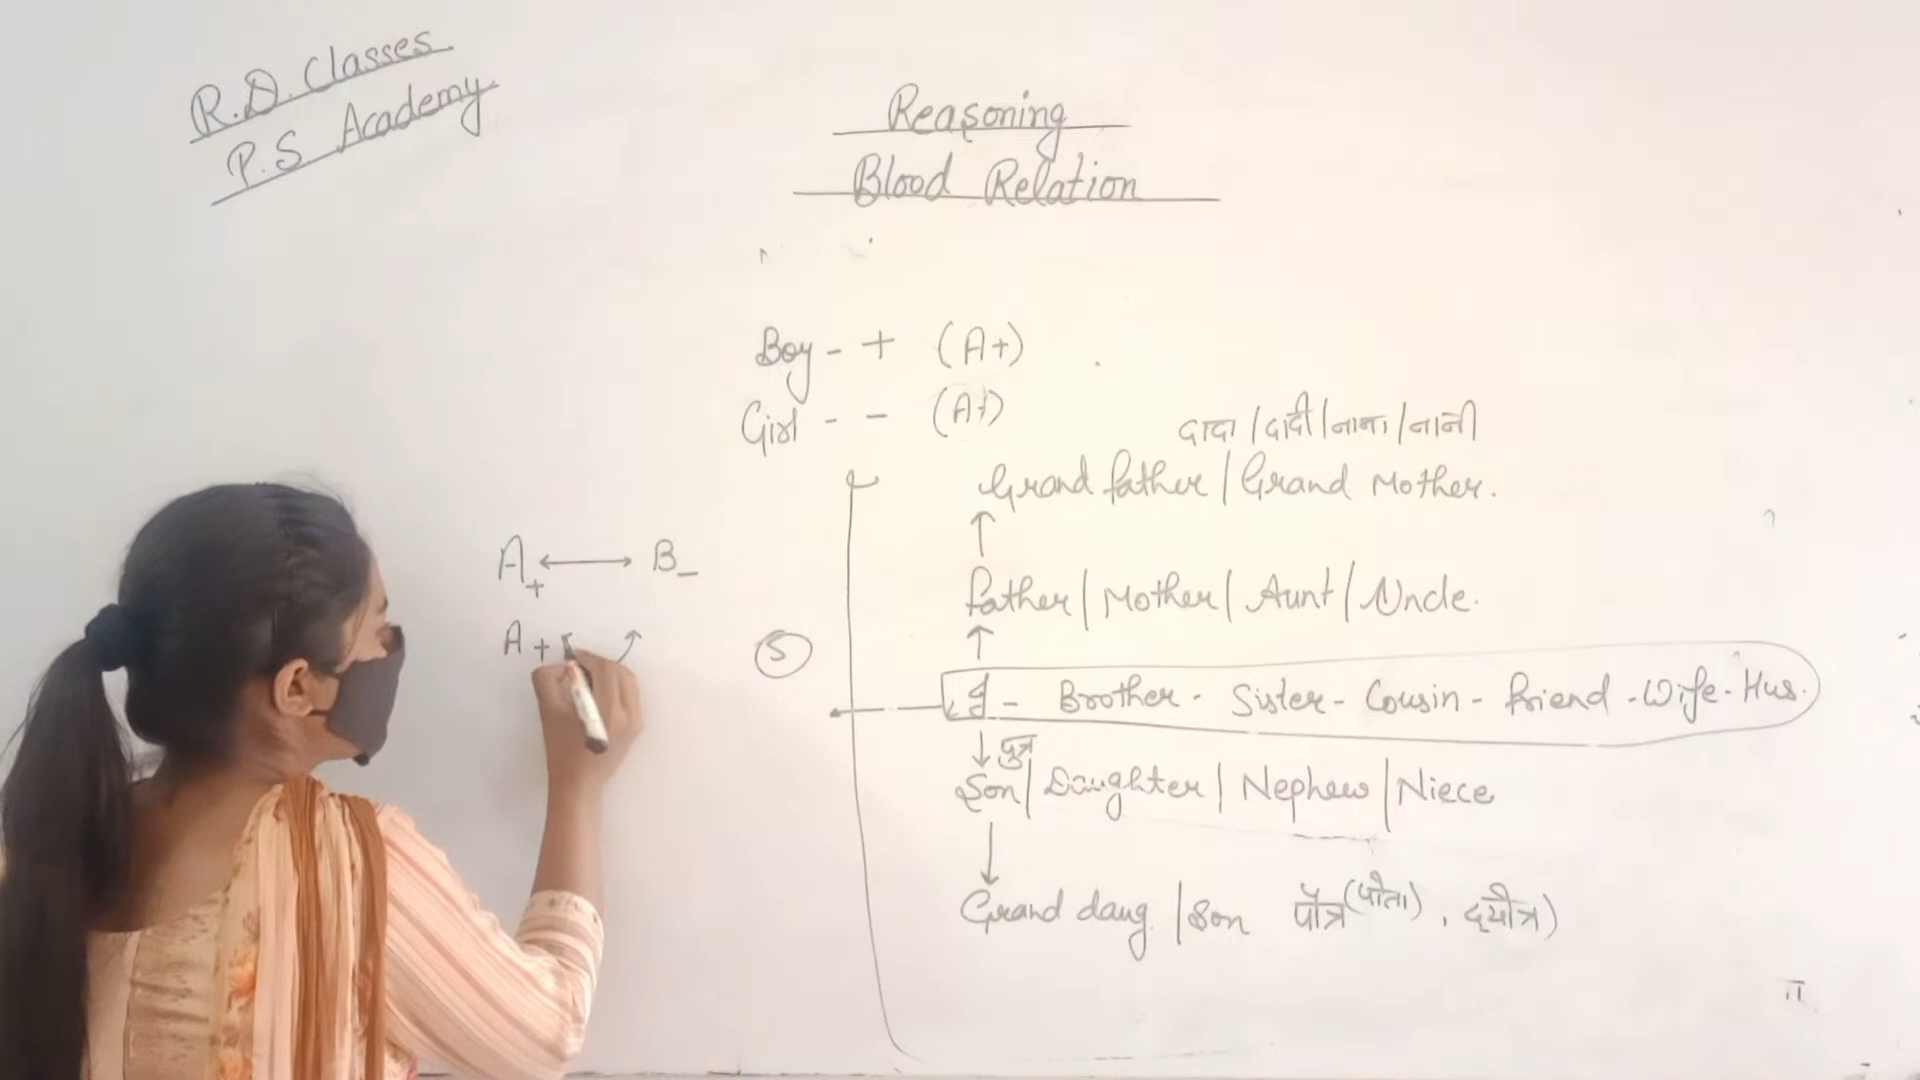 R.D. Classes
P.S Academy
Reasoning
Blood Relation
Boy - + (A+)
Girl - - (A+)
दादा / दादी / नाना / नानी
Grand father / Grand Mother.
A+ ⟷ B-
Father / Mother / Aunt / Uncle.
A +
5
I - Brother - Sister - Cousin - Friend - Wife - Hus.
पुत्र
Son / Daughter / Nephew / Niece
Grand daug. / Son पौत्र (पोता) ,